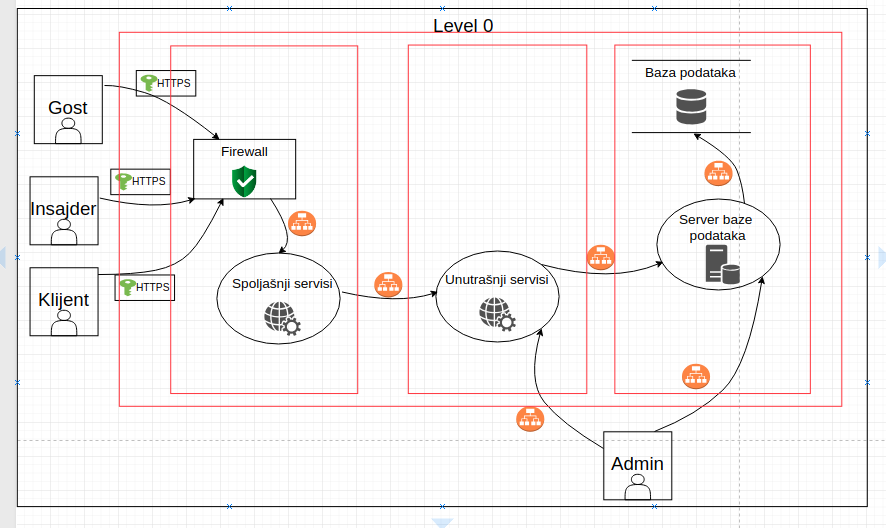 Level 0
Baza podataka
HTTPS
Gost
Firewall
HTTPS
Insajder
Server baze
podataka
Klijent
HTTPS
Spoljašnji servisi
Unutrašnji servisi
Admin